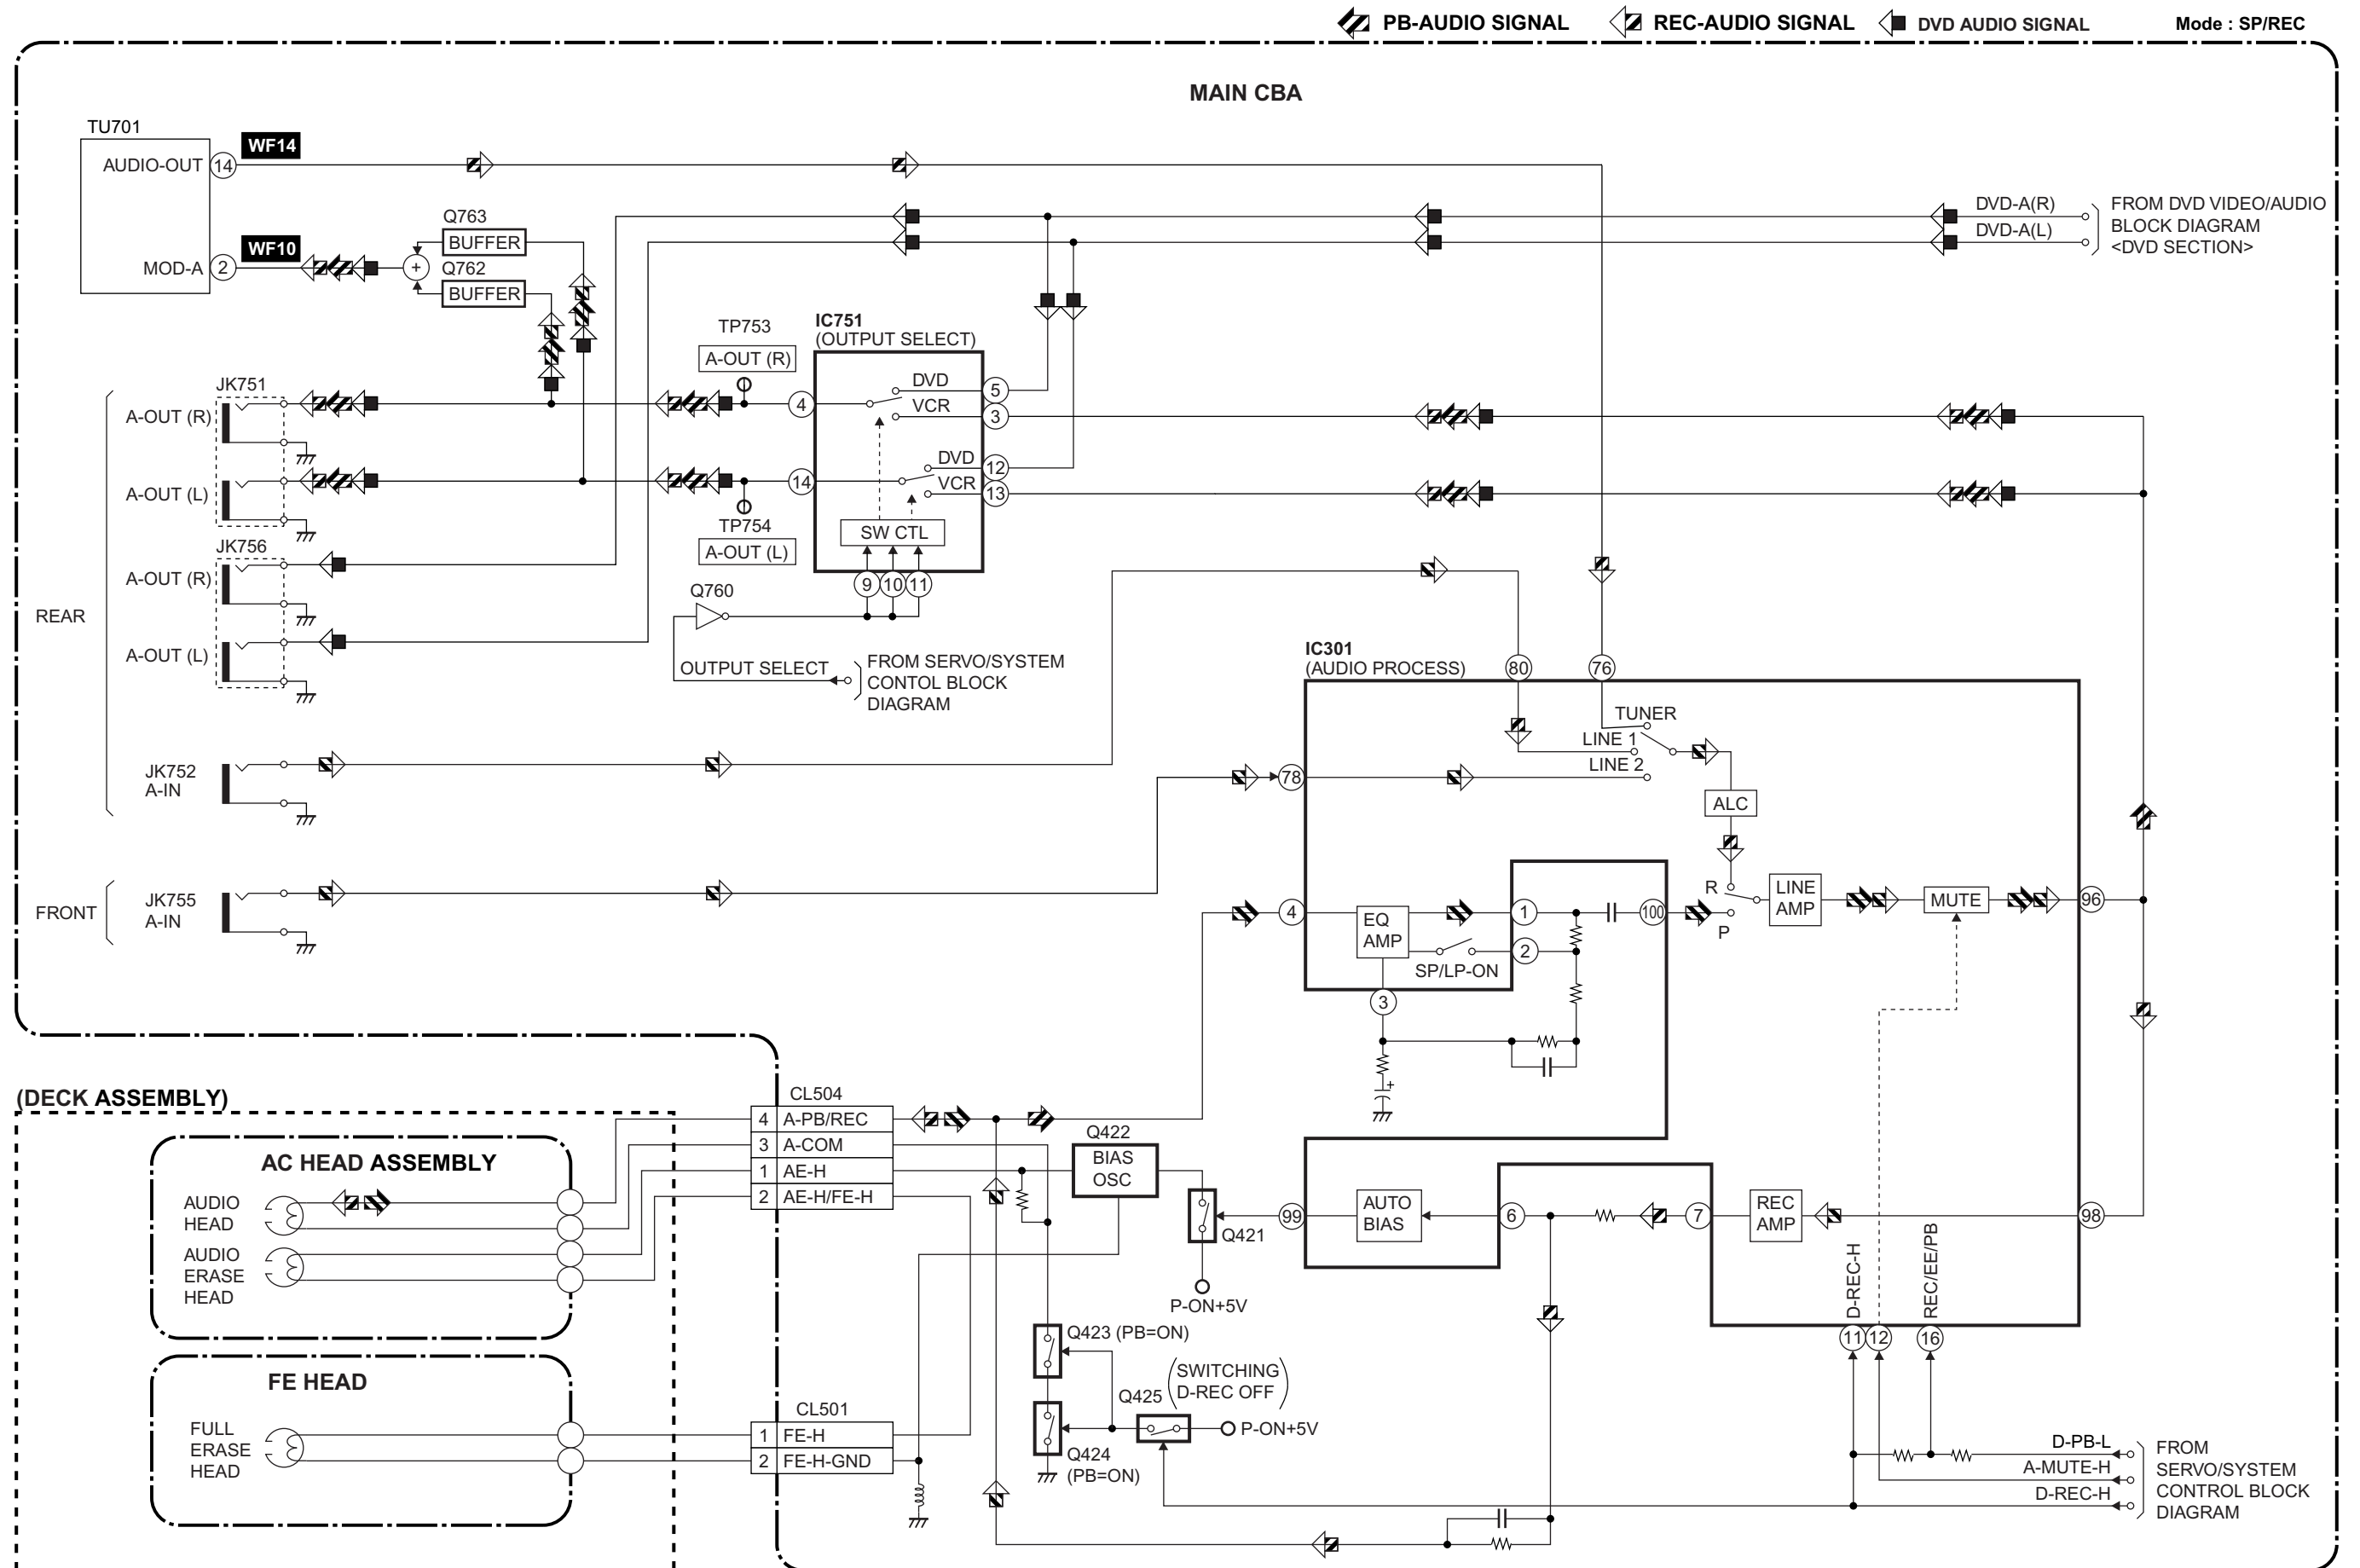 PB-AUDIO SIGNAL REC-AUDIO SIGNAL DVD AUDIO SIGNAL Mode : SP/REC
MAIN CBA
TU701
AUDIO-OUT 14 WF14
MOD-A 2 WF10
Q763
BUFFER
+
Q762
BUFFER
DVD-A(R)
DVD-A(L)
FROM DVD VIDEO/AUDIO
BLOCK DIAGRAM
<DVD SECTION>
TP753
A-OUT (R)
IC751
(OUTPUT SELECT)
DVD 5
4 VCR 3
DVD 12
14 VCR 13
SW CTL
9 10 11
TP754
A-OUT (L)
REAR
JK751
A-OUT (R)
A-OUT (L)
JK756
A-OUT (R)
A-OUT (L)
Q760
OUTPUT SELECT
FROM SERVO/SYSTEM
CONTOL BLOCK
DIAGRAM
JK752
A-IN
FRONT
JK755
A-IN
IC301
(AUDIO PROCESS)
80 76
TUNER
LINE 1
LINE 2
78
ALC
R
P
LINE
AMP
MUTE
96
4
EQ
AMP
1
2
100
SP/LP-ON
3
+
(DECK ASSEMBLY)
AC HEAD ASSEMBLY
AUDIO
HEAD
AUDIO
ERASE
HEAD
FE HEAD
FULL
ERASE
HEAD
CL504
4 A-PB/REC
3 A-COM
1 AE-H
2 AE-H/FE-H
CL501
1 FE-H
2 FE-H-GND
Q422
BIAS
OSC
Q421
P-ON+5V
99
AUTO
BIAS
6
7
REC
AMP
98
D-REC-H
REC/EE/PB
11 12 16
Q423 (PB=ON)
Q424
(PB=ON)
Q425
(SWITCHING
D-REC OFF)
P-ON+5V
D-PB-L
A-MUTE-H
D-REC-H
FROM
SERVO/SYSTEM
CONTROL BLOCK
DIAGRAM